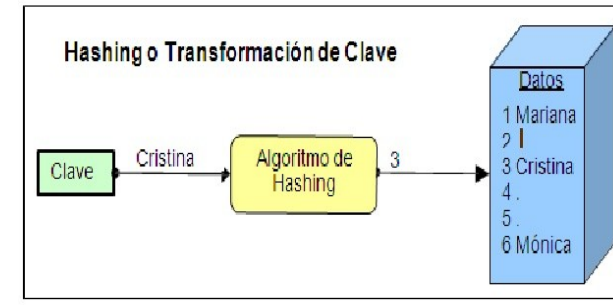 Hashing o Transformación de Clave
Clave
Cristina
Algoritmo de
Hashing
3
Datos
1 Mariana
2 |
3 Cristina
4 .
5 .
6 Mónica